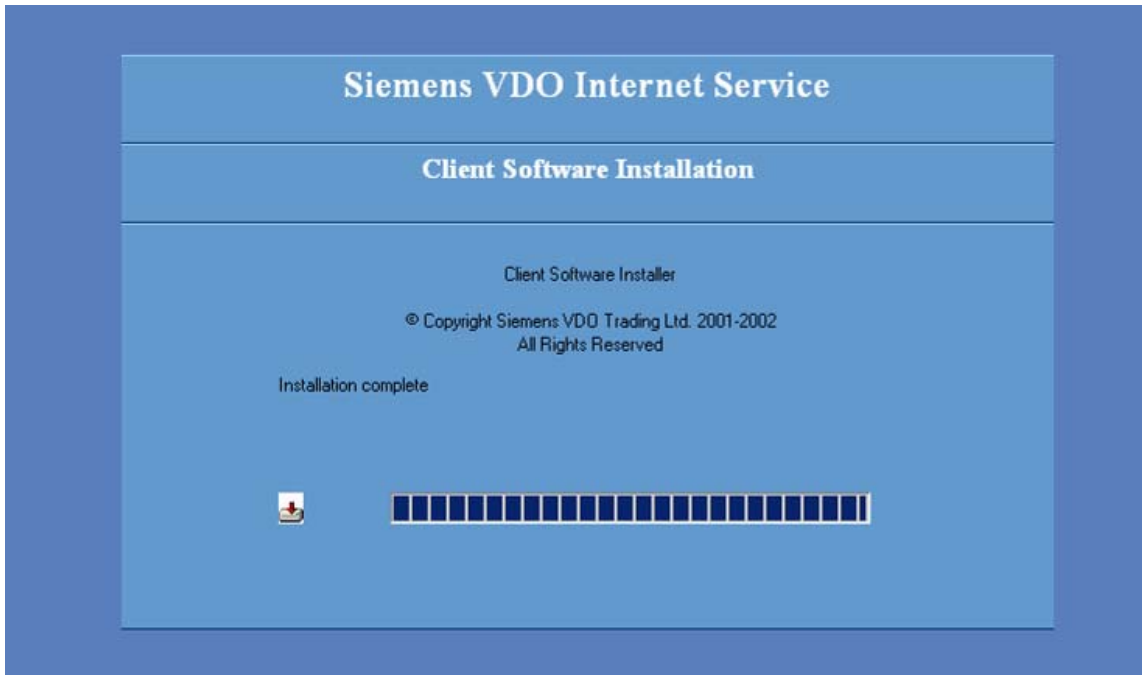 Siemens VDO Internet Service
Client Software Installation
Client Software Installer
© Copyright Siemens VDO Trading Ltd. 2001-2002
All Rights Reserved
Installation complete